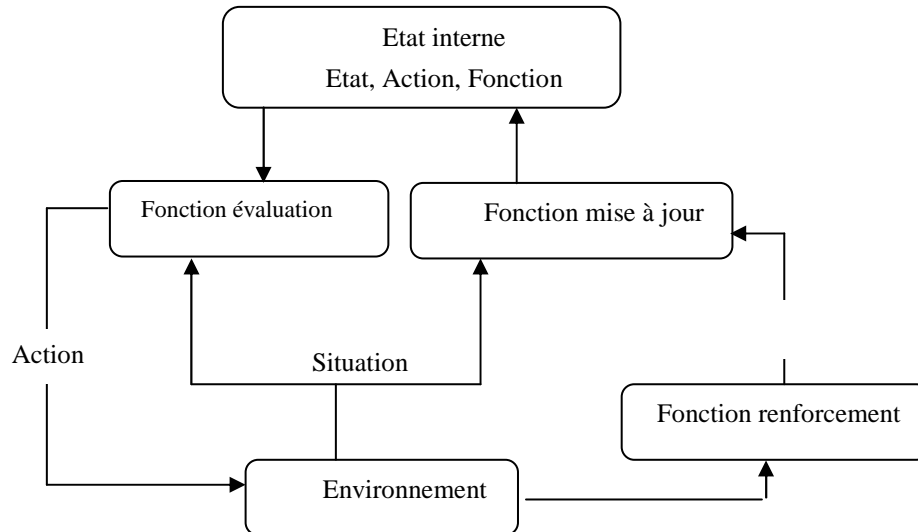 Etat interne
Etat, Action, Fonction
Fonction évaluation
Fonction mise à jour
Action
Situation
Fonction renforcement
Environnement